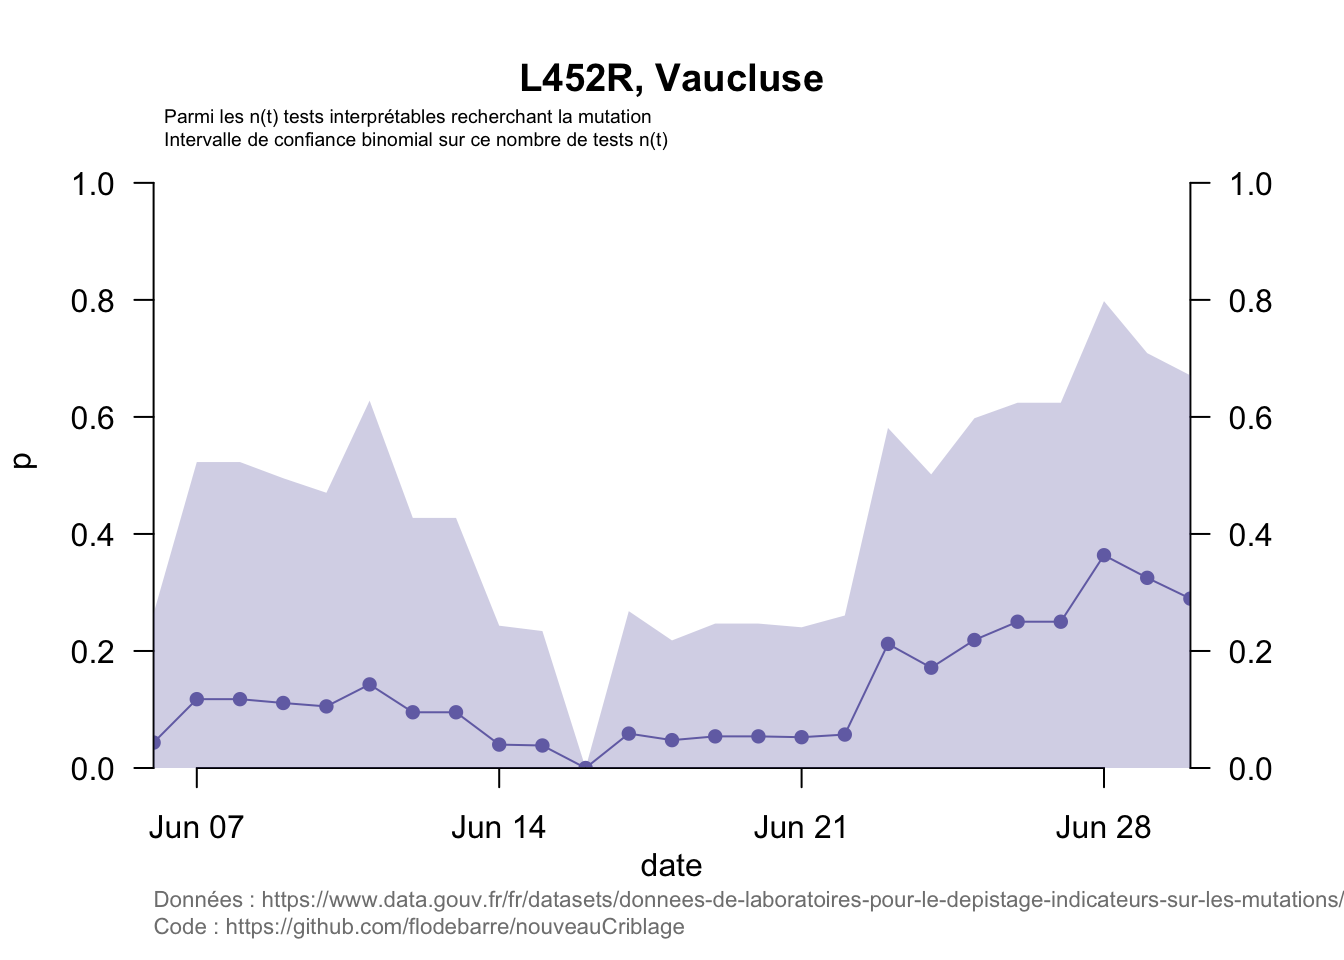 L452R, Vaucluse
Parmi les n(t) tests interprétables recherchant la mutation
Intervalle de confiance binomial sur ce nombre de tests n(t)
1.0 1.0
0.8 0.8
0.6 0.6
p
0.4 0.4
0.2 0.2
0.0 0.0
Jun 07 Jun 14 Jun 21 Jun 28
date
Données : https://www.data.gouv.fr/fr/datasets/donnees-de-laboratoires-pour-le-depistage-indicateurs-sur-les-mutations/
Code : https://github.com/flodebarre/nouveauCriblage